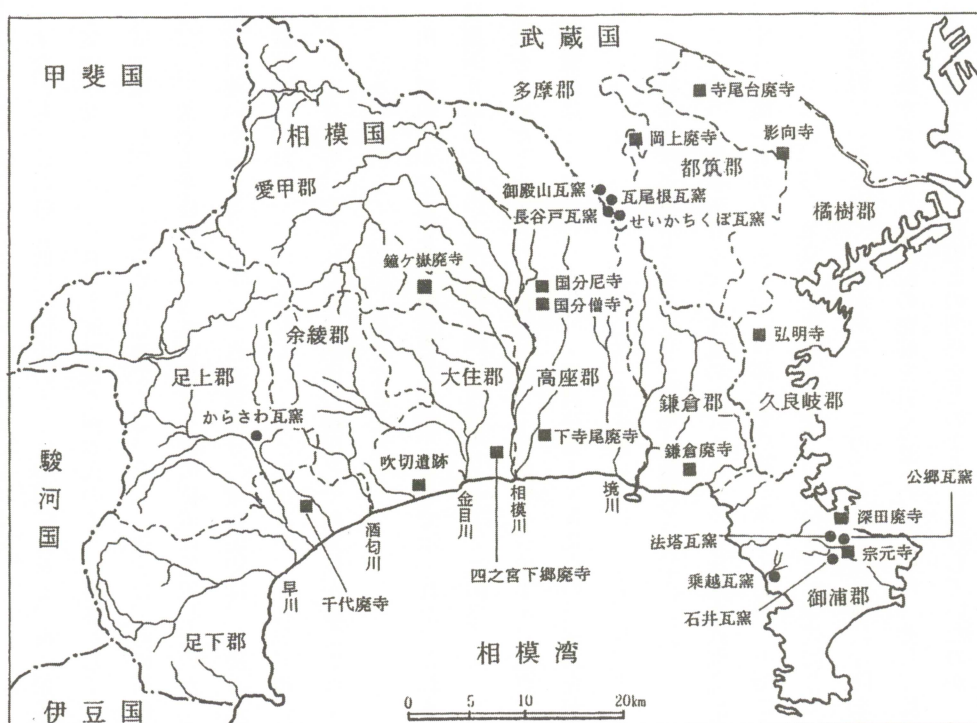 武蔵国
甲斐国
多摩郡
寺尾台廃寺
相模国
岡上廃寺
影向寺
都筑郡
愛甲郡
御殿山瓦窯
瓦尾根瓦窯
長谷戸瓦窯
せいかちくぼ瓦窯
橘樹郡
鐘ケ嶽廃寺
国分尼寺
国分僧寺
余綾郡
弘明寺
足上郡
大住郡
高座郡
鎌倉郡
久良岐郡
からさわ瓦窯
下寺尾廃寺
吹切遺跡
鎌倉廃寺
駿河国
公郷瓦窯
金目川
相模川
境川
深田廃寺
酒匂川
法塔瓦窯
宗元寺
四之宮下郷廃寺
乗越瓦窯
早川
千代廃寺
御浦郡
石井瓦窯
足下郡
相模湾
伊豆国
0 5 10 20km